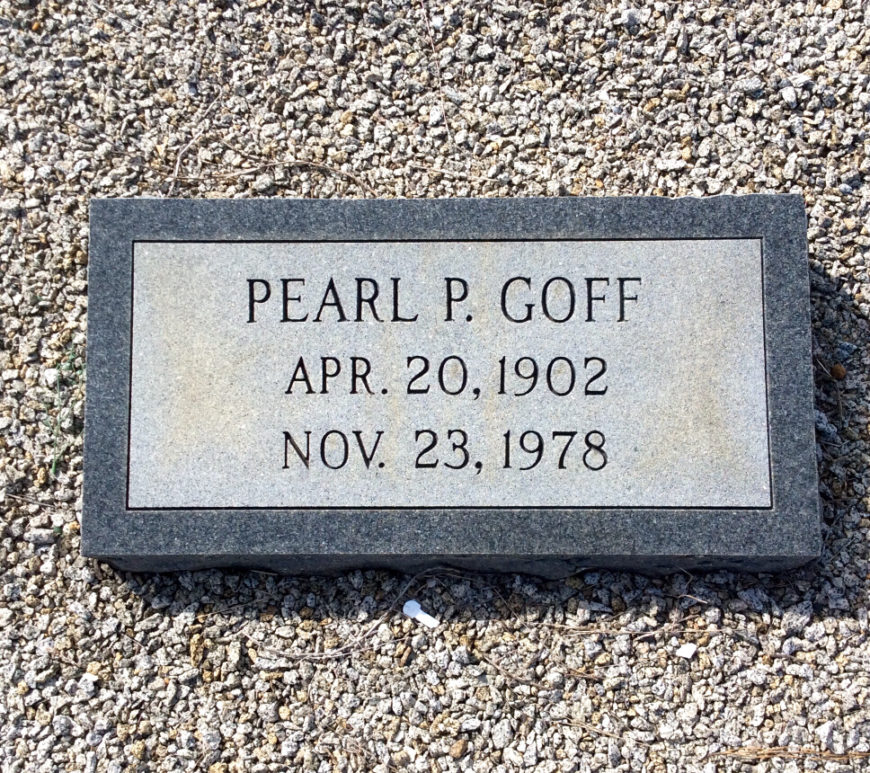 PEARL P. GOFF
APR. 20, 1902
NOV. 23, 1978